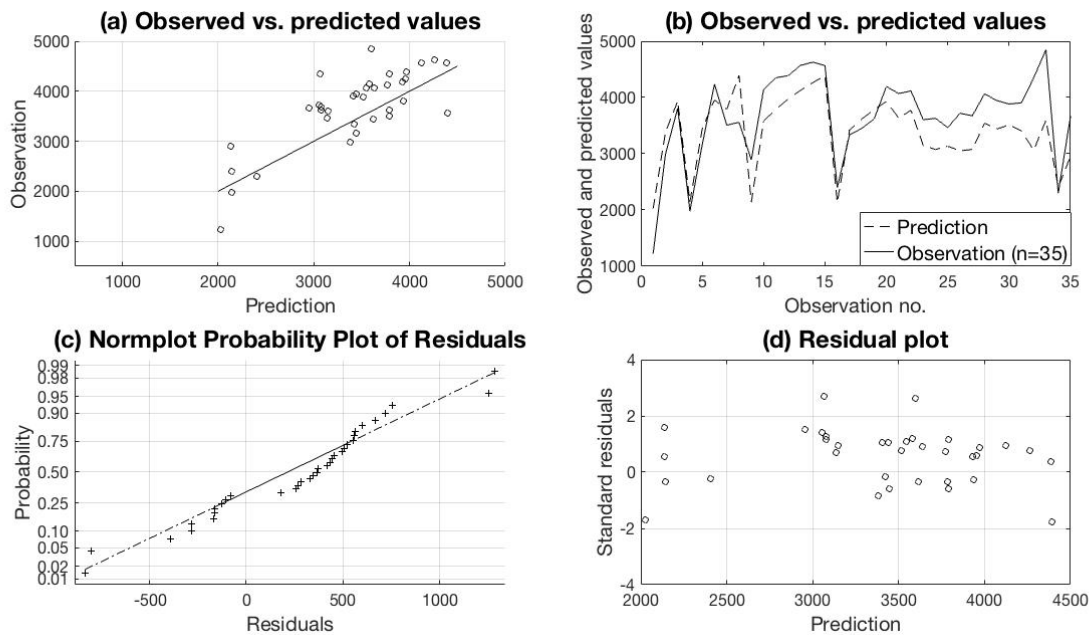 (a) Observed vs. predicted values
5000
4000
3000
2000
1000
Observation
1000 2000 3000 4000 5000
Prediction
(b) Observed vs. predicted values
5000
4000
3000
2000
1000
Observed and predicted values
Prediction
Observation (n=35)
0 5 10 15 20 25 30 35
Observation no.
(c) Normplot Probability Plot of Residuals
0.99
0.98
0.95
0.90
0.75
0.50
0.25
0.10
0.05
0.02
0.01
Probability
-500 0 500 1000
Residuals
(d) Residual plot
4
2
0
-2
-4
Standard residuals
2000 2500 3000 3500 4000 4500
Prediction